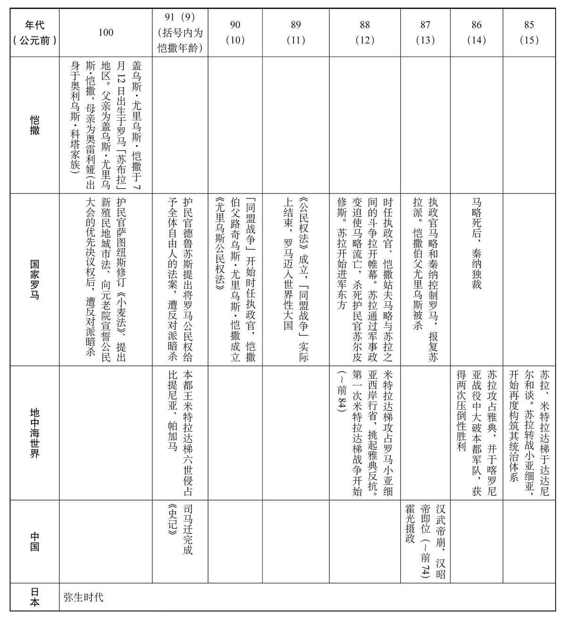 年代
（公元前）
100
91（9）
（括号内为
恺撒年龄）
90
（10）
89
（11）
88
（12）
87
（13）
86
（14）
85
（15）
恺撒
盖乌斯·尤里乌斯·恺撒于7
月12日出生于罗马「苏布拉」
地区。父亲为盖乌斯·尤里乌
斯·恺撒，母亲为奥雷利娅（出
身于奥利乌斯·科塔家族）
国家罗马
护民官萨图纽斯修订《小麦法》、提出
新殖民地城市法、向元老院宣誓公民
大会的优先决议权后，遭反对派暗杀
护民官德鲁苏斯提出将罗马公民权给
予全体自由人的法案，遭反对派暗杀
「同盟战争」开始时任执政官，恺撒
伯父路奇乌斯·尤里乌斯·恺撒成立
《尤里乌斯公民权法》
《公民权法》成立，「同盟战争」实际
上结束，罗马迈入世界性大国
时任执政官，恺撒姑夫马略与苏拉之
间的斗争拉开帷幕。苏拉通过军事政
变迫使马略流亡，杀死护民官苏尔皮
修斯。苏拉开始进军东方
执政官马略和秦纳控制罗马，报复苏
拉派。恺撒伯父尤里乌斯被杀
马略死后，秦纳独裁
地中海世界
本都王米特拉达梯六世侵占
比提尼亚、帕加马
米特拉达梯攻占罗马小亚细
亚西岸行省，挑起雅典反抗。
第一次米特拉达梯战争开始
（~前84）
苏拉攻占雅典，并于喀罗尼
亚战役中大破本都军队，获
得两次压倒性胜利
苏拉、米特拉达梯于达达尼
尔和谈。苏拉转战小亚细亚，
开始再度构筑其统治体系
中国
司马迁完成
《史记》
汉武帝崩，汉昭
帝即位（~前74）
霍光摄政
日本
弥生时代